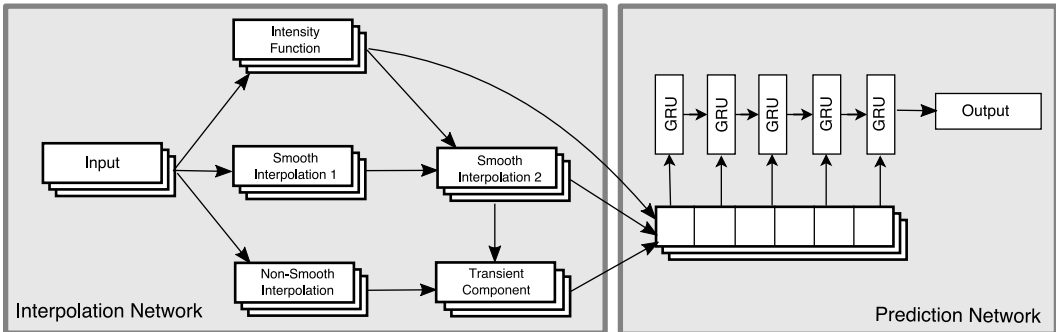 Intensity
Function
Input
Smooth
Interpolation 1
Smooth
Interpolation 2
Non-Smooth
Interpolation
Transient
Component
Interpolation Network
GRU
GRU
GRU
GRU
GRU
Output
Prediction Network